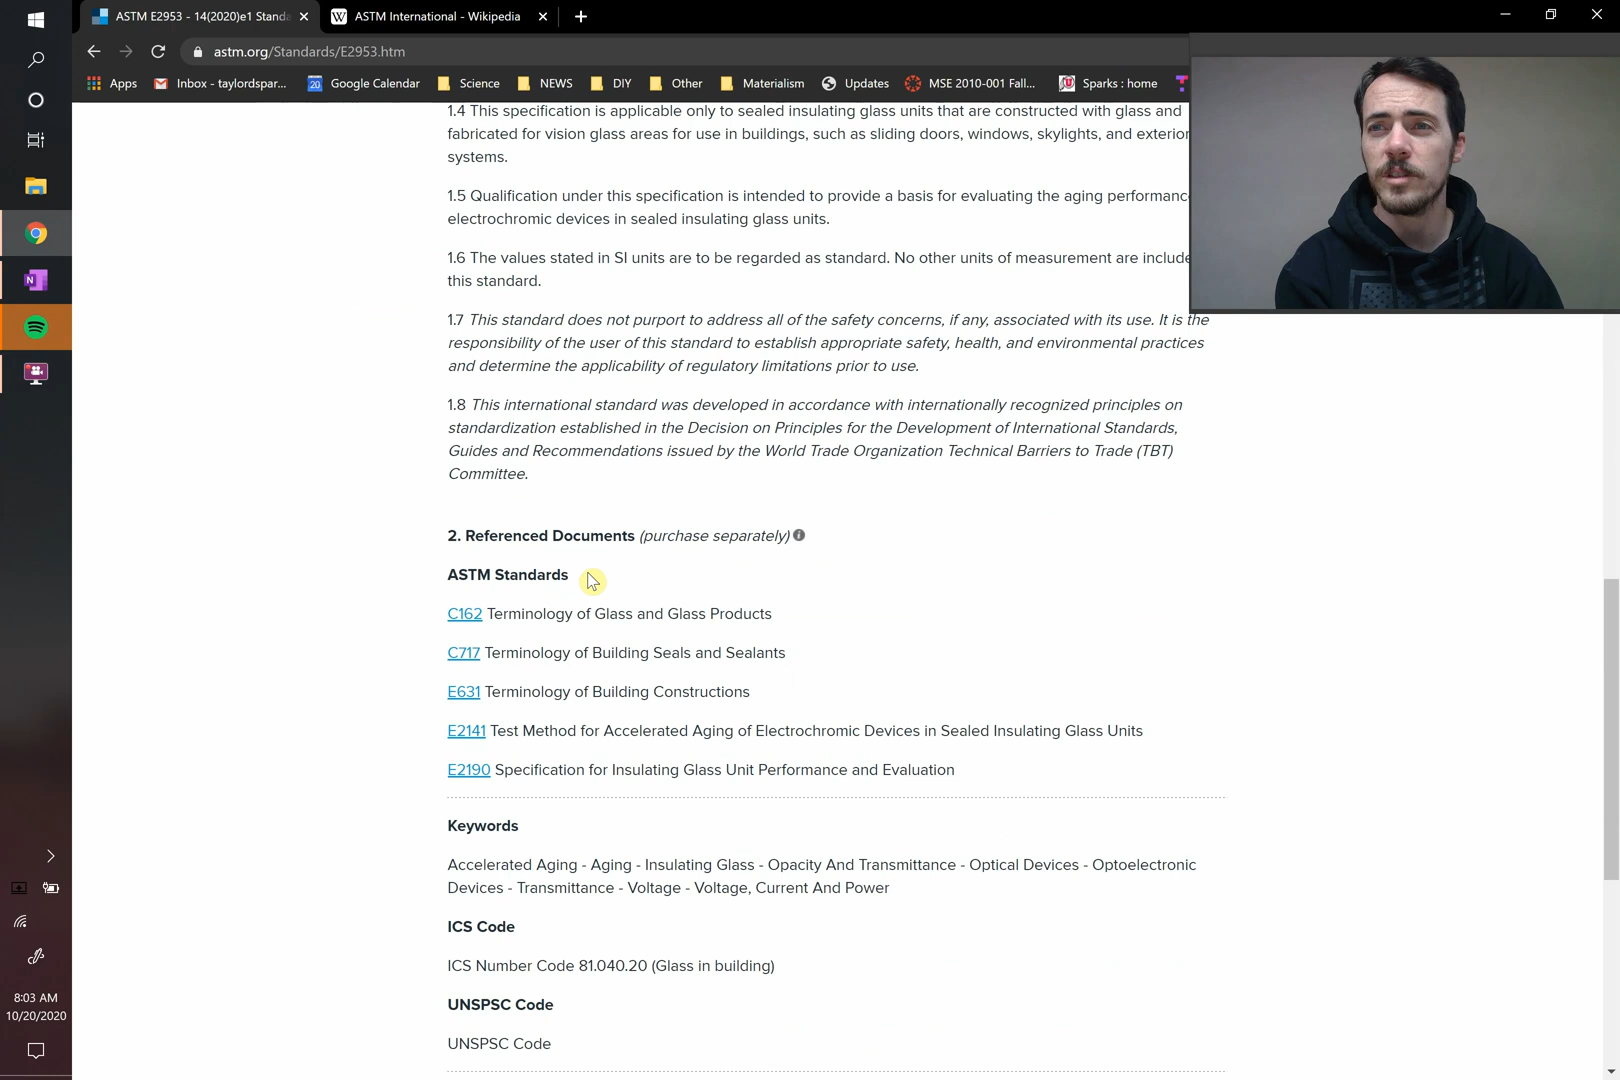 ASTM E2953 - 14(2020)e1 Standa
ASTM International - Wikipedia
astm.org/Standards/E2953.htm
Apps
Inbox - taylordspar...
20
Google Calendar
Science
NEWS
DIY
Other
Materialism
Updates
MSE 2010-001 Fall...
Sparks : home
1.4 This specification is applicable only to sealed insulating glass units that are constructed with glass and
fabricated for vision glass areas for use in buildings, such as sliding doors, windows, skylights, and exterior
systems.
1.5 Qualification under this specification is intended to provide a basis for evaluating the aging performanc
electrochromic devices in sealed insulating glass units.
1.6 The values stated in SI units are to be regarded as standard. No other units of measurement are include
this standard.
1.7 This standard does not purport to address all of the safety concerns, if any, associated with its use. It is the
responsibility of the user of this standard to establish appropriate safety, health, and environmental practices
and determine the applicability of regulatory limitations prior to use.
1.8 This international standard was developed in accordance with internationally recognized principles on
standardization established in the Decision on Principles for the Development of International Standards,
Guides and Recommendations issued by the World Trade Organization Technical Barriers to Trade (TBT)
Committee.
2. Referenced Documents (purchase separately)
ASTM Standards
C162 Terminology of Glass and Glass Products
C717 Terminology of Building Seals and Sealants
E631 Terminology of Building Constructions
E2141 Test Method for Accelerated Aging of Electrochromic Devices in Sealed Insulating Glass Units
E2190 Specification for Insulating Glass Unit Performance and Evaluation
Keywords
Accelerated Aging - Aging - Insulating Glass - Opacity And Transmittance - Optical Devices - Optoelectronic
Devices - Transmittance - Voltage - Voltage, Current And Power
ICS Code
ICS Number Code 81.040.20 (Glass in building)
UNSPSC Code
UNSPSC Code
8:03 AM
10/20/2020